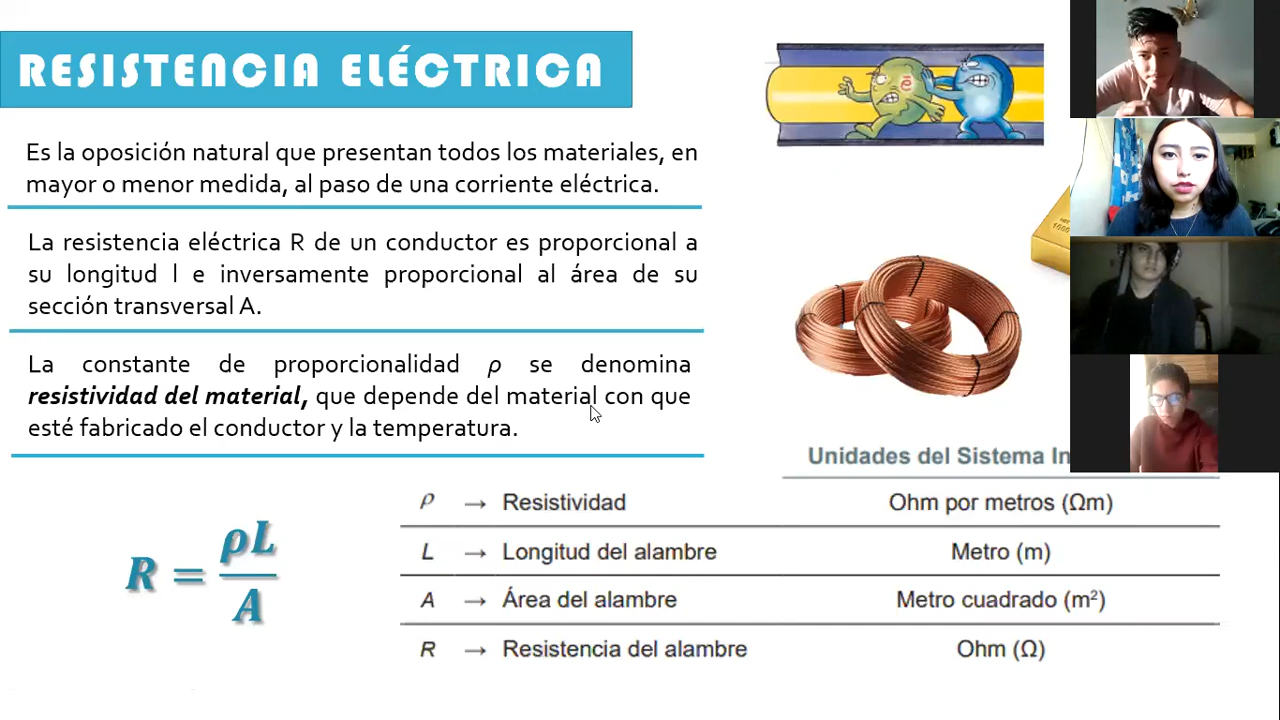 RESISTENCIA ELÉCTRICA
Es la oposición natural que presentan todos los materiales, en
mayor o menor medida, al paso de una corriente eléctrica.
La resistencia eléctrica R de un conductor es proporcional a
su longitud l e inversamente proporcional al área de su
sección transversal A.
La constante de proporcionalidad ρ se denomina
resistividad del material, que depende del material con que
esté fabricado el conductor y la temperatura.
R = ρL / A
Unidades del Sistema In
ρ → Resistividad Ohm por metros (Ωm)
L → Longitud del alambre Metro (m)
A → Área del alambre Metro cuadrado (m²)
R → Resistencia del alambre Ohm (Ω)